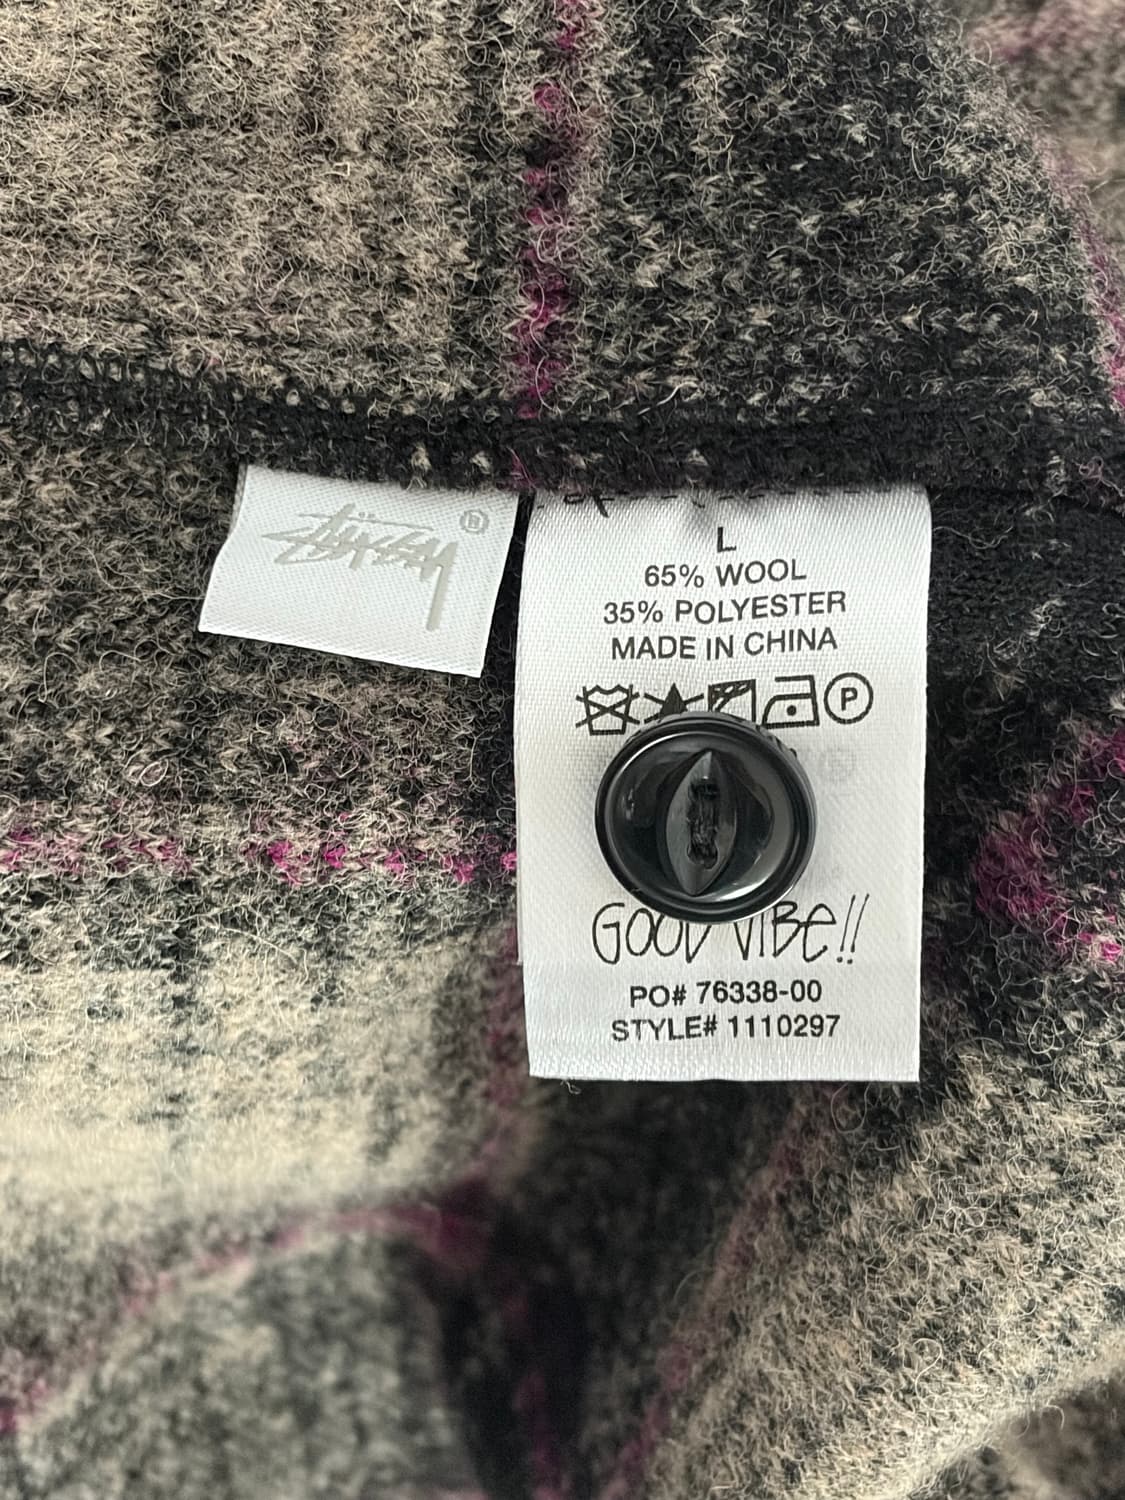 Stüssy ®
L
65% WOOL
35% POLYESTER
MADE IN CHINA
P
GOOD VIBE!!
PO# 76338-00
STYLE# 1110297